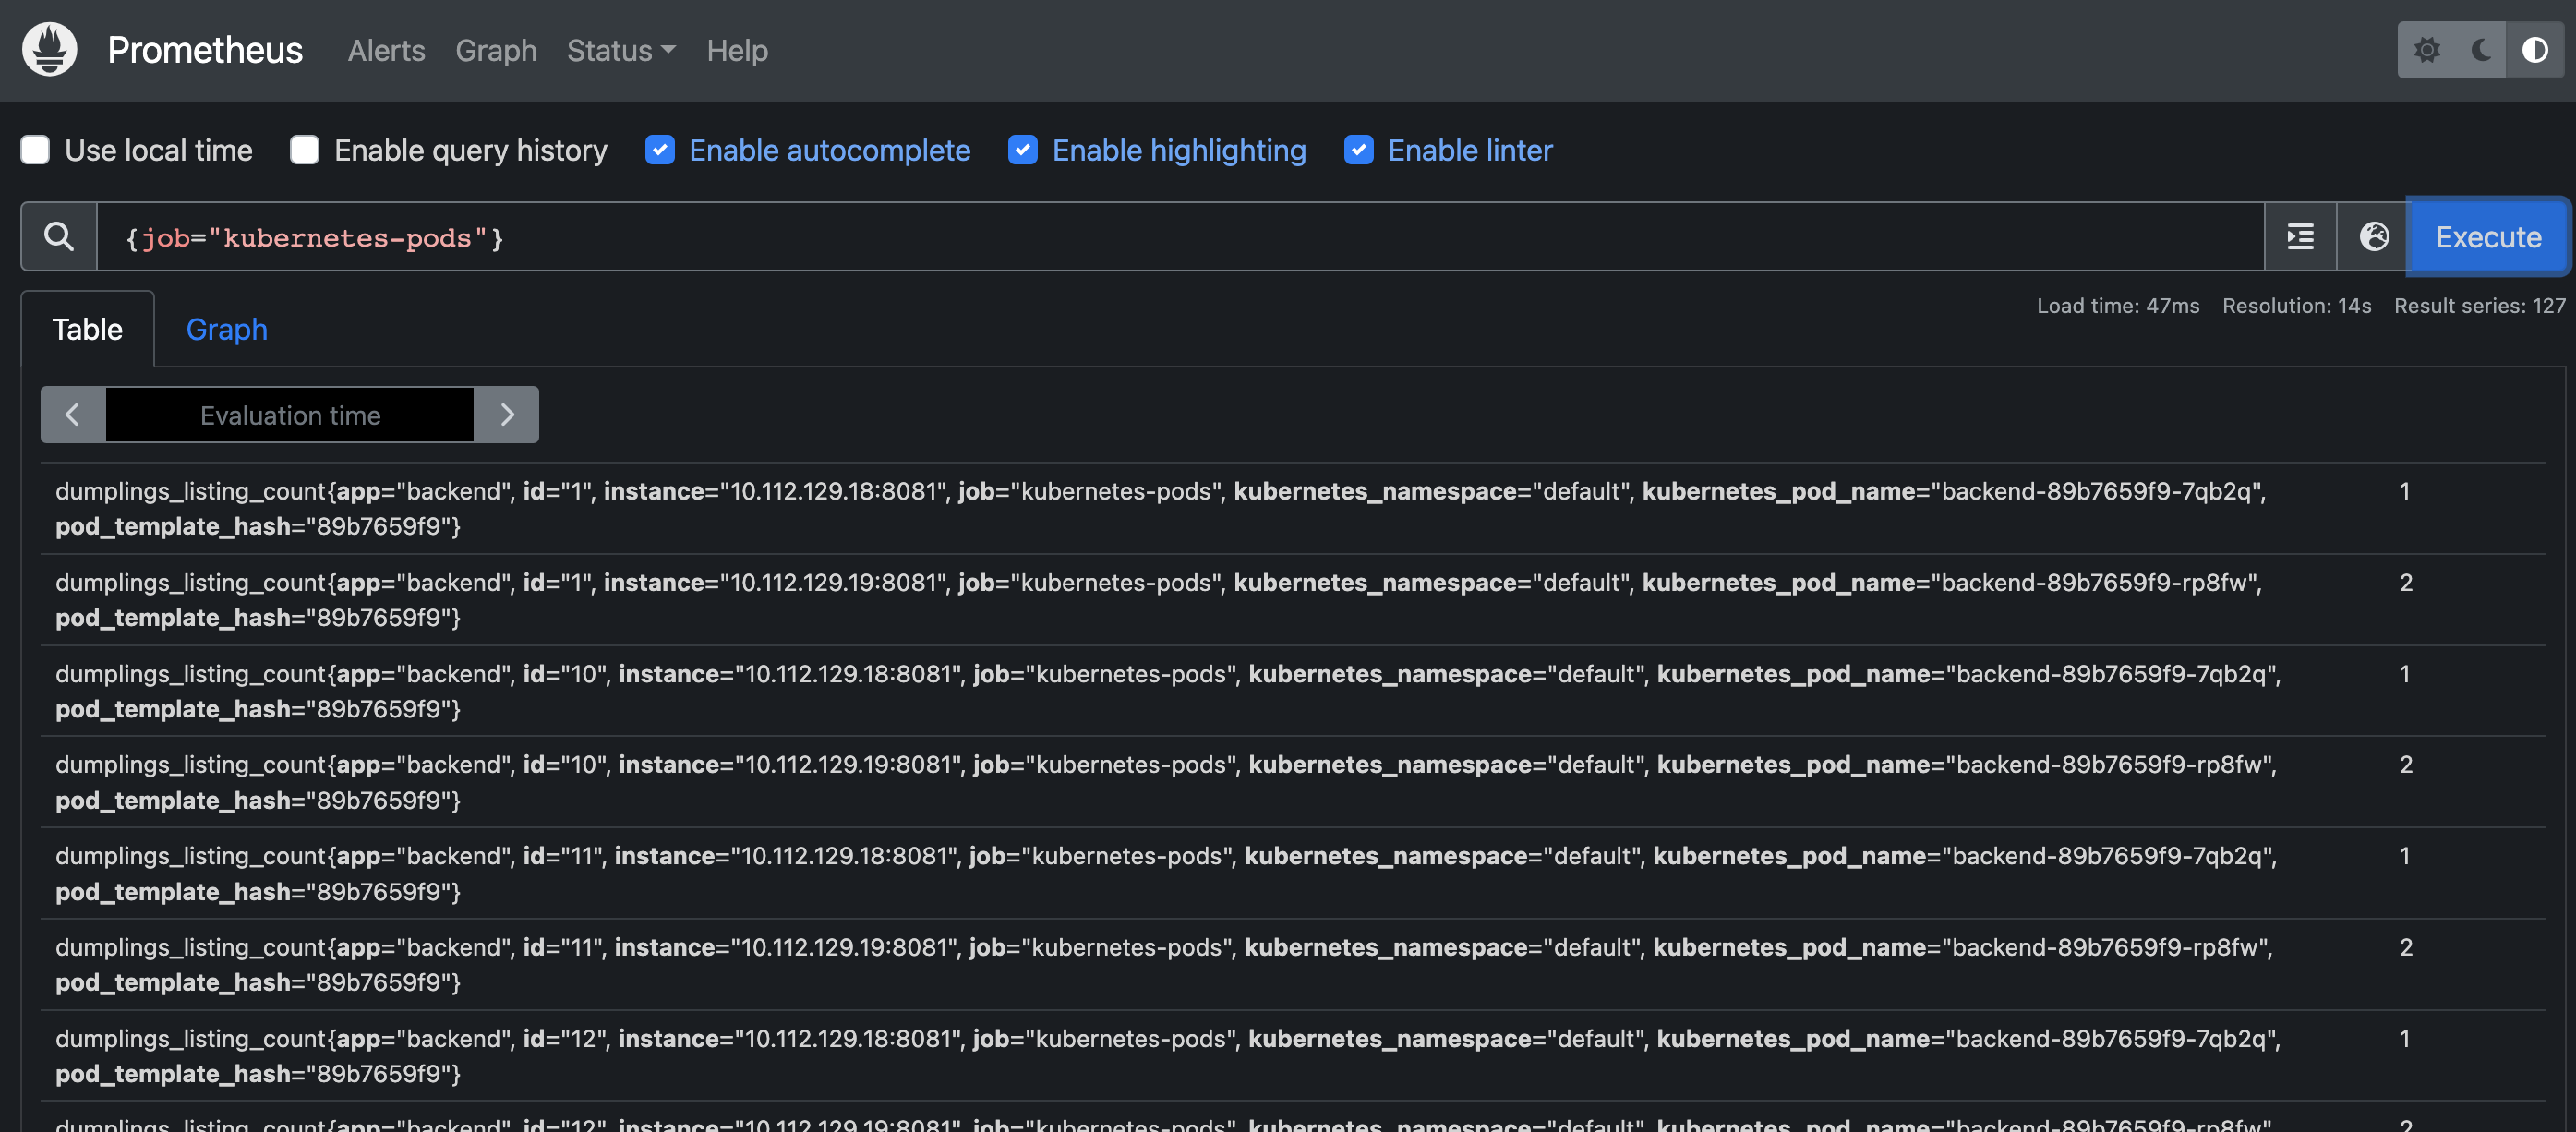 Prometheus Alerts Graph Status Help
Use local time Enable query history Enable autocomplete Enable highlighting Enable linter
{job="kubernetes-pods"} Execute
Load time: 47ms Resolution: 14s Result series: 127
Table Graph
Evaluation time
dumplings_listing_count{app="backend", id="1", instance="10.112.129.18:8081", job="kubernetes-pods", kubernetes_namespace="default", kubernetes_pod_name="backend-89b7659f9-7qb2q", 1
pod_template_hash="89b7659f9"}
dumplings_listing_count{app="backend", id="1", instance="10.112.129.19:8081", job="kubernetes-pods", kubernetes_namespace="default", kubernetes_pod_name="backend-89b7659f9-rp8fw", 2
pod_template_hash="89b7659f9"}
dumplings_listing_count{app="backend", id="10", instance="10.112.129.18:8081", job="kubernetes-pods", kubernetes_namespace="default", kubernetes_pod_name="backend-89b7659f9-7qb2q", 1
pod_template_hash="89b7659f9"}
dumplings_listing_count{app="backend", id="10", instance="10.112.129.19:8081", job="kubernetes-pods", kubernetes_namespace="default", kubernetes_pod_name="backend-89b7659f9-rp8fw", 2
pod_template_hash="89b7659f9"}
dumplings_listing_count{app="backend", id="11", instance="10.112.129.18:8081", job="kubernetes-pods", kubernetes_namespace="default", kubernetes_pod_name="backend-89b7659f9-7qb2q", 1
pod_template_hash="89b7659f9"}
dumplings_listing_count{app="backend", id="11", instance="10.112.129.19:8081", job="kubernetes-pods", kubernetes_namespace="default", kubernetes_pod_name="backend-89b7659f9-rp8fw", 2
pod_template_hash="89b7659f9"}
dumplings_listing_count{app="backend", id="12", instance="10.112.129.18:8081", job="kubernetes-pods", kubernetes_namespace="default", kubernetes_pod_name="backend-89b7659f9-7qb2q", 1
pod_template_hash="89b7659f9"}
dumplings_listing_count{app="backend", id="12", instance="10.112.129.19:8081", job="kubernetes-pods", kubernetes_namespace="default", kubernetes_pod_name="backend-89b7659f9-rp8fw", 2